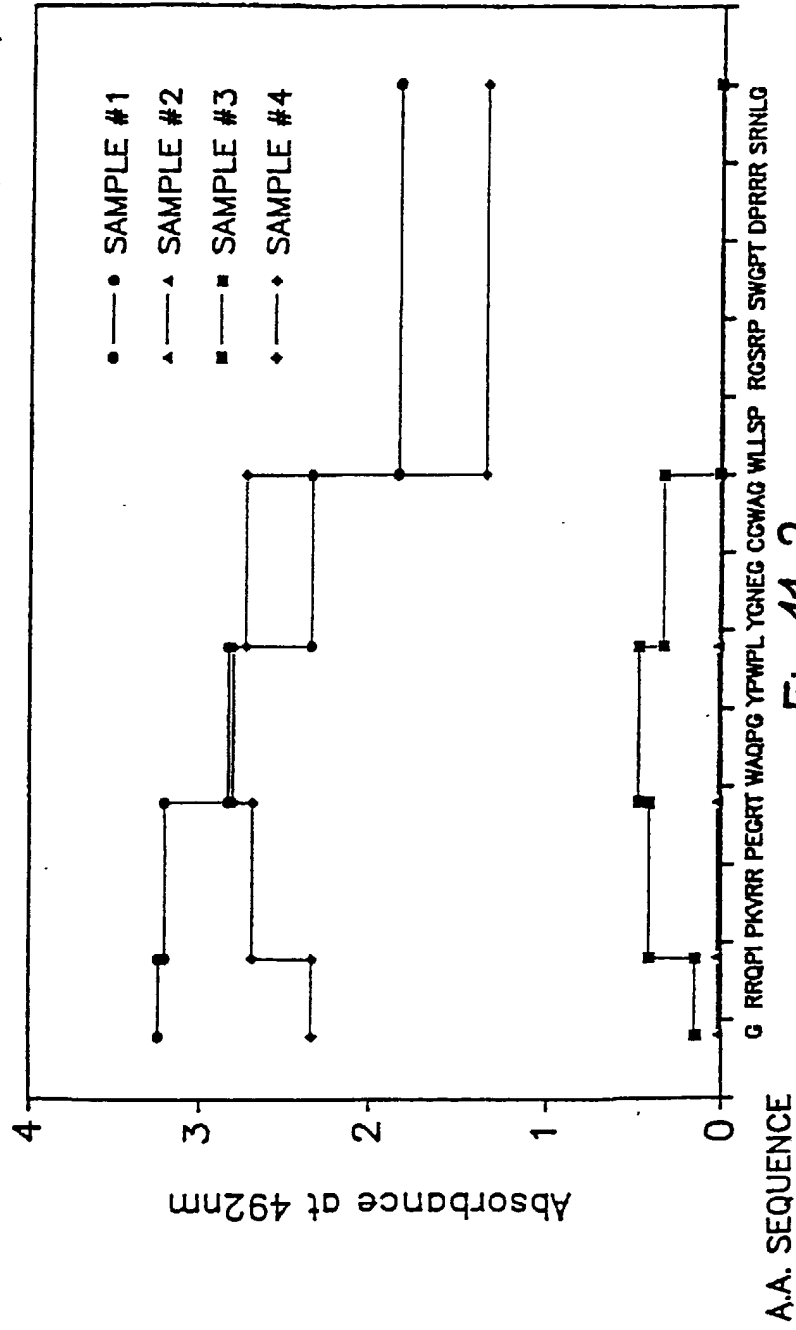 4
3
2
1
0
Absorbance at 492nm
SAMPLE #1
SAMPLE #2
SAMPLE #3
SAMPLE #4
A.A. SEQUENCE
G RRQPI PKVRR PEGRT WAQPG YPWPL YGNEG CGWAG WLLSP RGSRP SWGPT DPRRR SRNLG